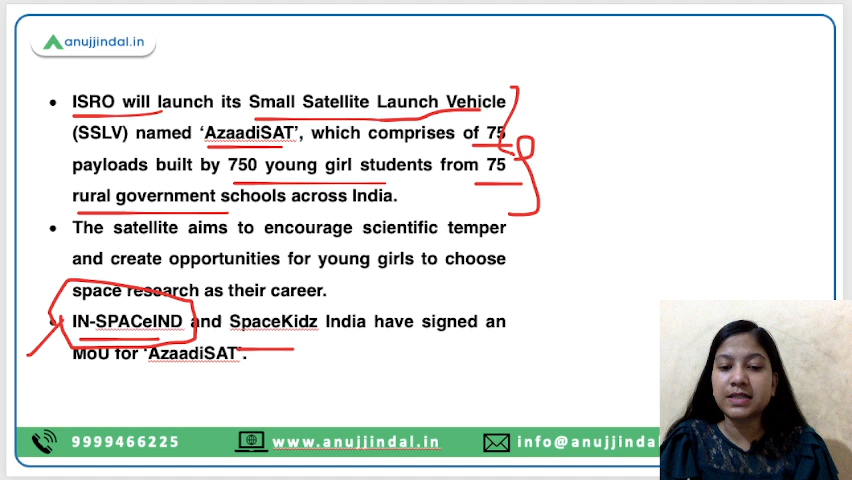 anujjindal.in
• ISRO will launch its Small Satellite Launch Vehicle
(SSLV) named ‘AzaadiSAT’, which comprises of 75
payloads built by 750 young girl students from 75
rural government schools across India.
• The satellite aims to encourage scientific temper
and create opportunities for young girls to choose
space research as their career.
• IN-SPACeIND and SpaceKidz India have signed an
MoU for ‘AzaadiSAT’.
9999466225 www.anujjindal.in info@anujjinda